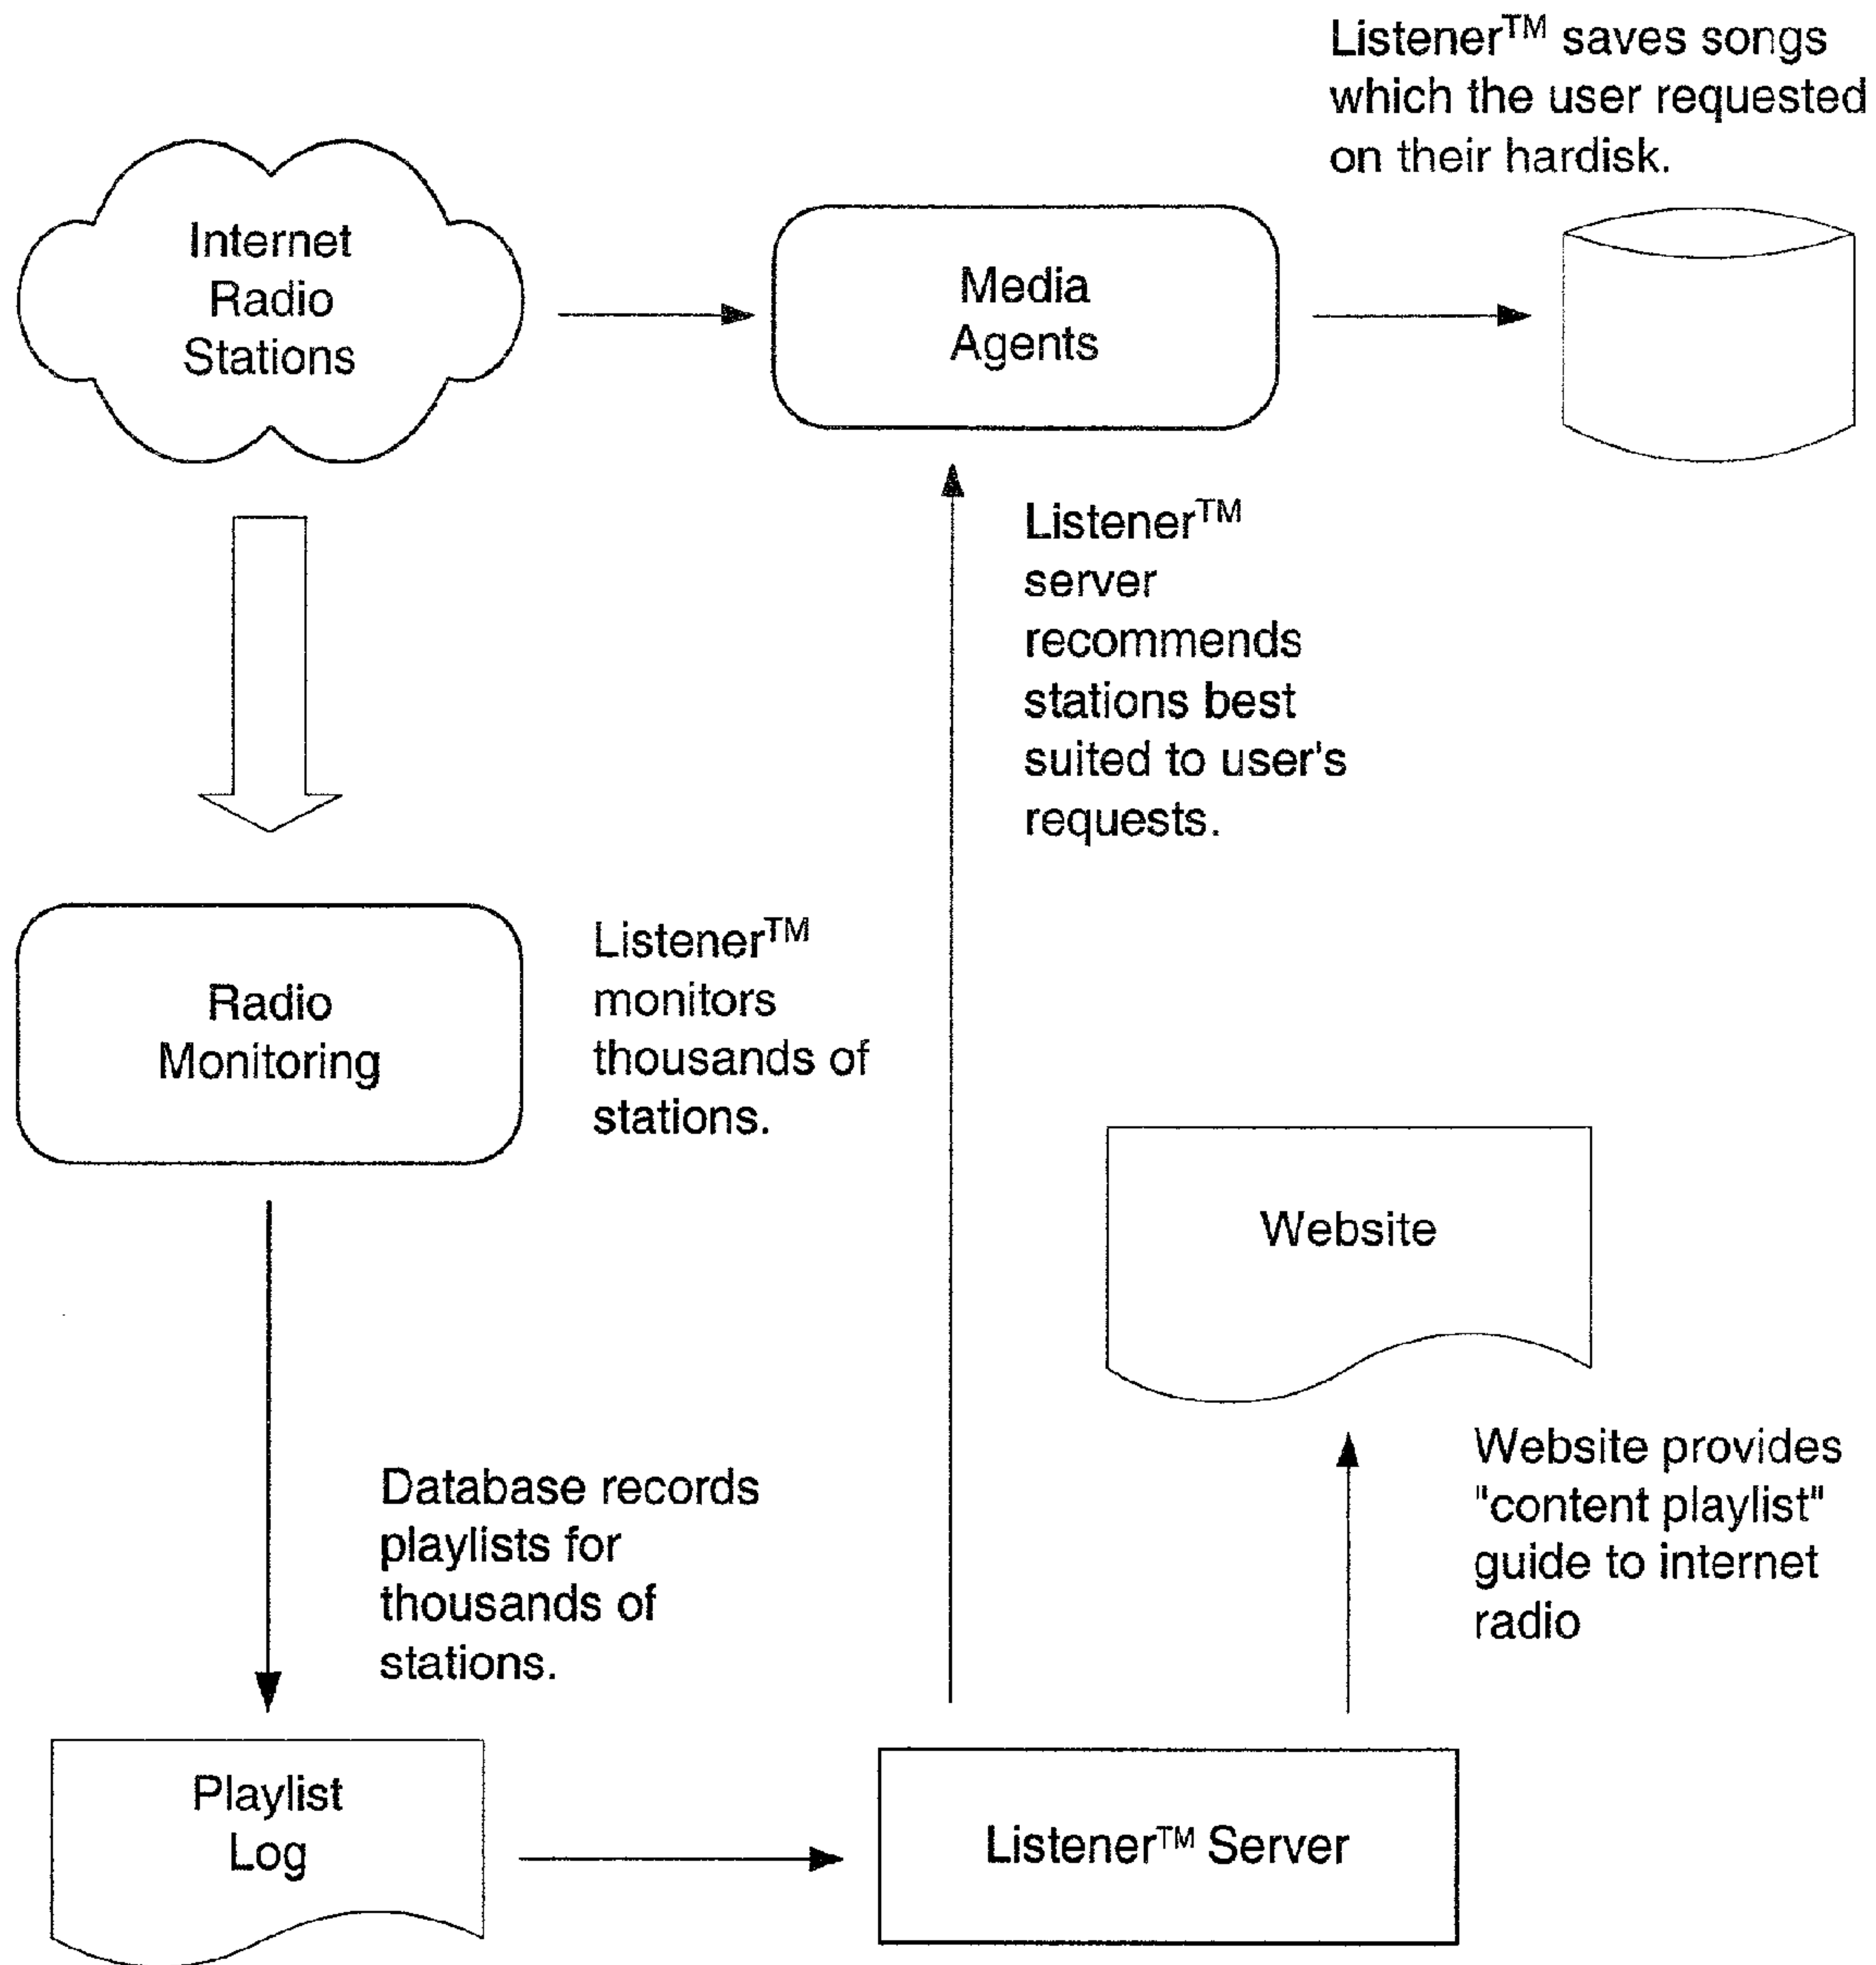 Listener™ saves songs
which the user requested
on their hardisk.
Internet
Radio
Stations
Media
Agents
Listener™
server
recommends
stations best
suited to user's
requests.
Radio
Monitoring
Listener™
monitors
thousands of
stations.
Website
Website provides
"content playlist"
guide to internet
radio
Database records
playlists for
thousands of
stations.
Playlist
Log
Listener™ Server